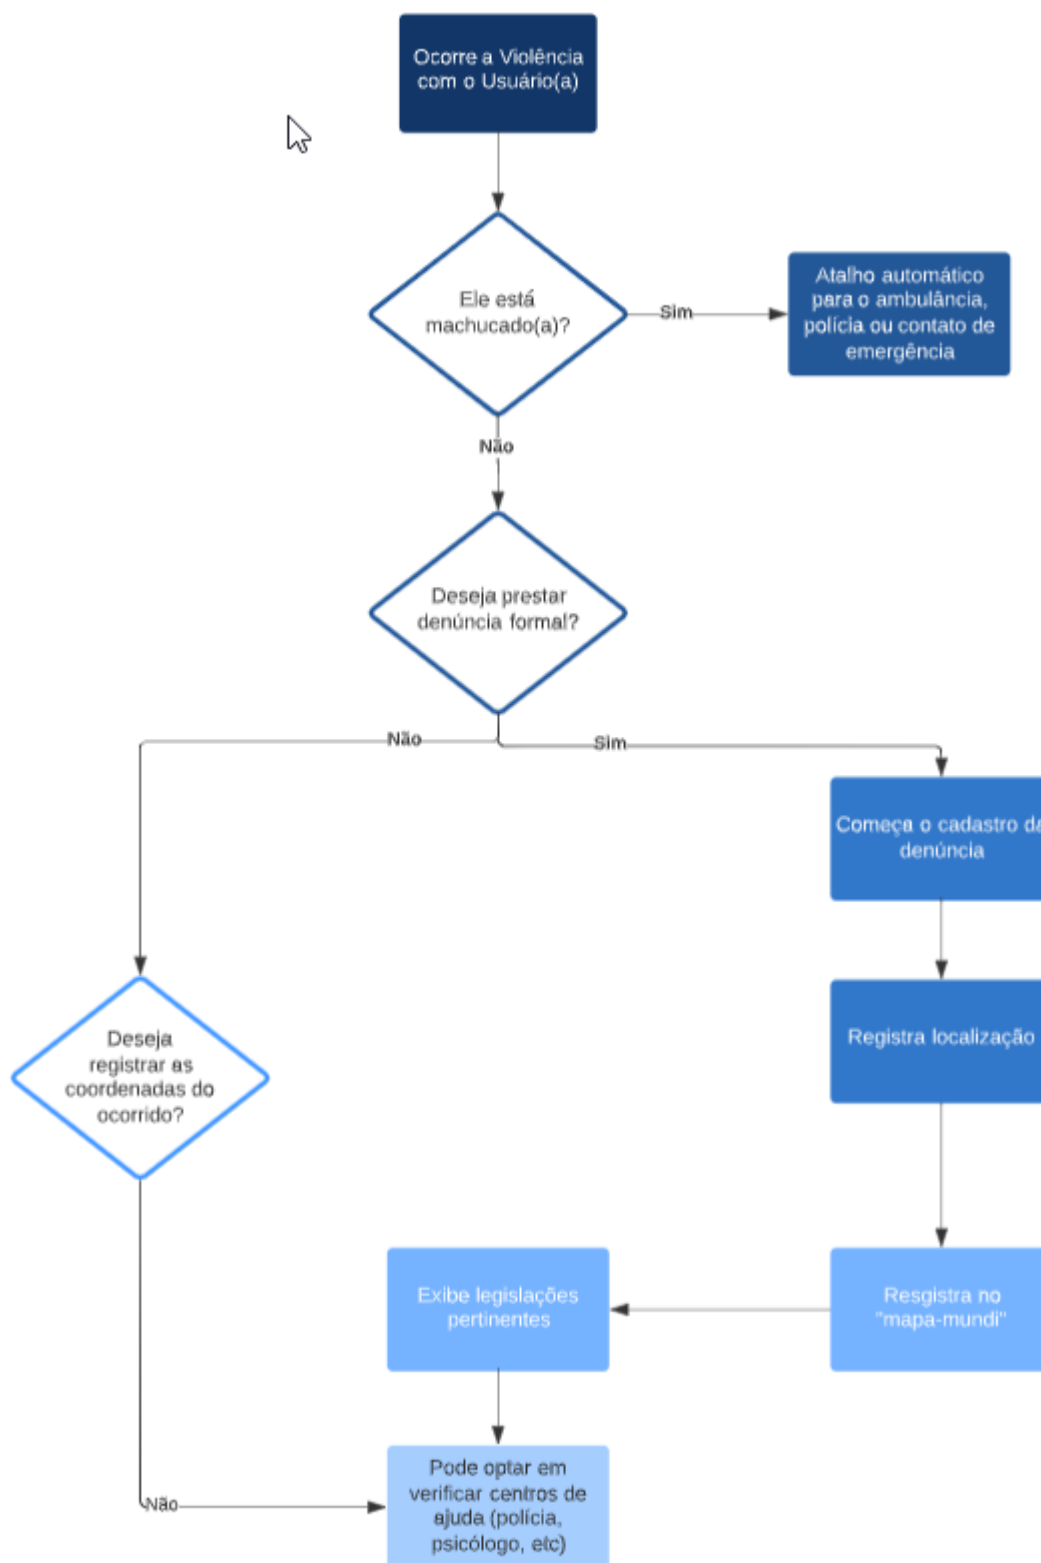 Ocorre a Violência
com o Usuário(a)
Ele está
machucado(a)?
Sim
Atalho automático
para o ambulância,
polícia ou contato de
emergência
Não
Deseja prestar
denúncia formal?
Não
Sim
Começa o cadastro da
denúncia
Deseja
registrar as
coordenadas do
ocorrido?
Registra localização
Exibe legislações
pertinentes
Resgistra no
"mapa-mundi"
Não
Pode optar em
verificar centros de
ajuda (polícia,
psicólogo, etc)